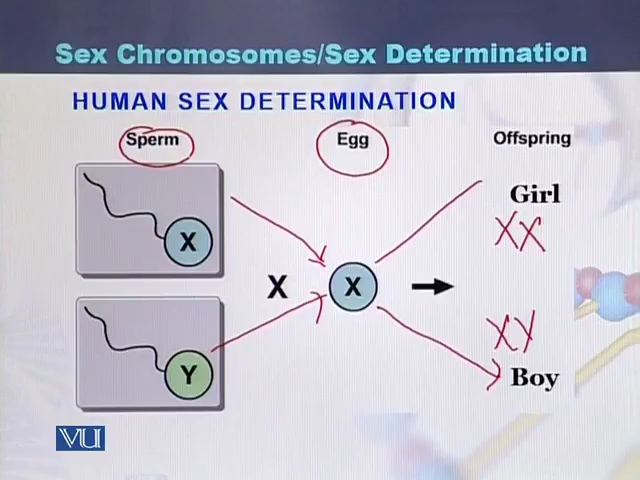 Sex Chromosomes/Sex Determination
HUMAN SEX DETERMINATION
Sperm Egg Offspring
Girl
X XX
X X
XY
Y Boy
VU